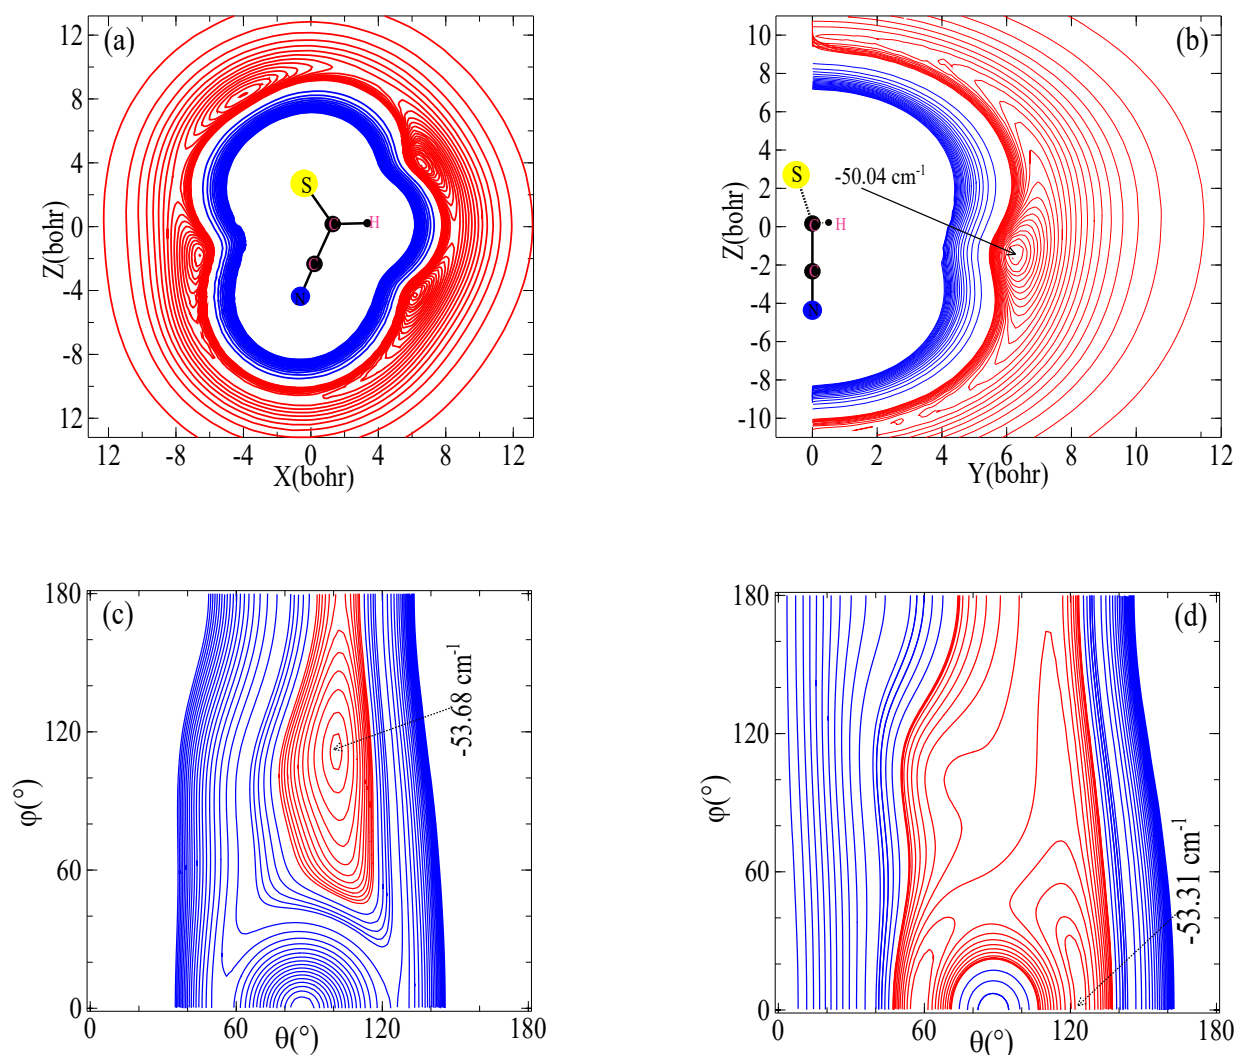 (a)
12
8
4
0
-4
-8
12
Z(bohr)
S
C
H
C
N
-12
-8
-4
0
4
8
12
X(bohr)
(b)
10
8
6
4
2
0
-2
-4
-6
-8
-10
Z(bohr)
S
-50.04 cm-1
C
H
C
N
0
2
4
6
8
10
12
Y(bohr)
(c)
180
120
60
0
φ(°)
-53.68 cm-1
0
60
120
180
θ(°)
(d)
180
120
60
0
φ(°)
-53.31 cm-1
0
60
120
180
θ(°)